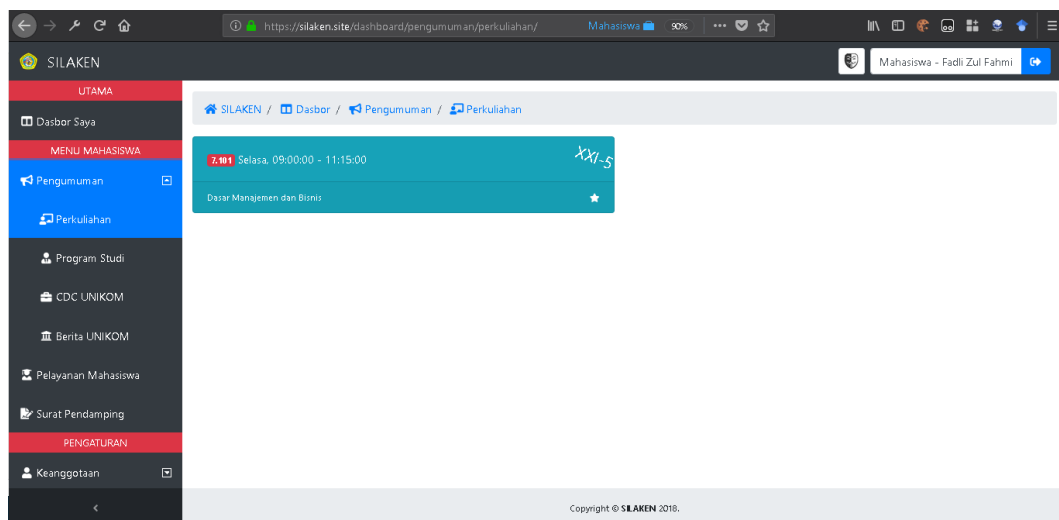 https://silaken.site/dashboard/pengumuman/perkuliahan/ Mahasiswa 90%
SILAKEN
Mahasiswa - Fadli Zul Fahmi
UTAMA
Dasbor Saya
MENU MAHASISWA
Pengumuman
Perkuliahan
Program Studi
CDC UNIKOM
Berita UNIKOM
Pelayanan Mahasiswa
Surat Pendamping
PENGATURAN
Keanggotaan
SILAKEN / Dasbor / Pengumuman / Perkuliahan
7.101 Selasa, 09:00:00 - 11:15:00
XXI-5
Dasar Manajemen dan Bisnis
Copyright © SILAKEN 2018.